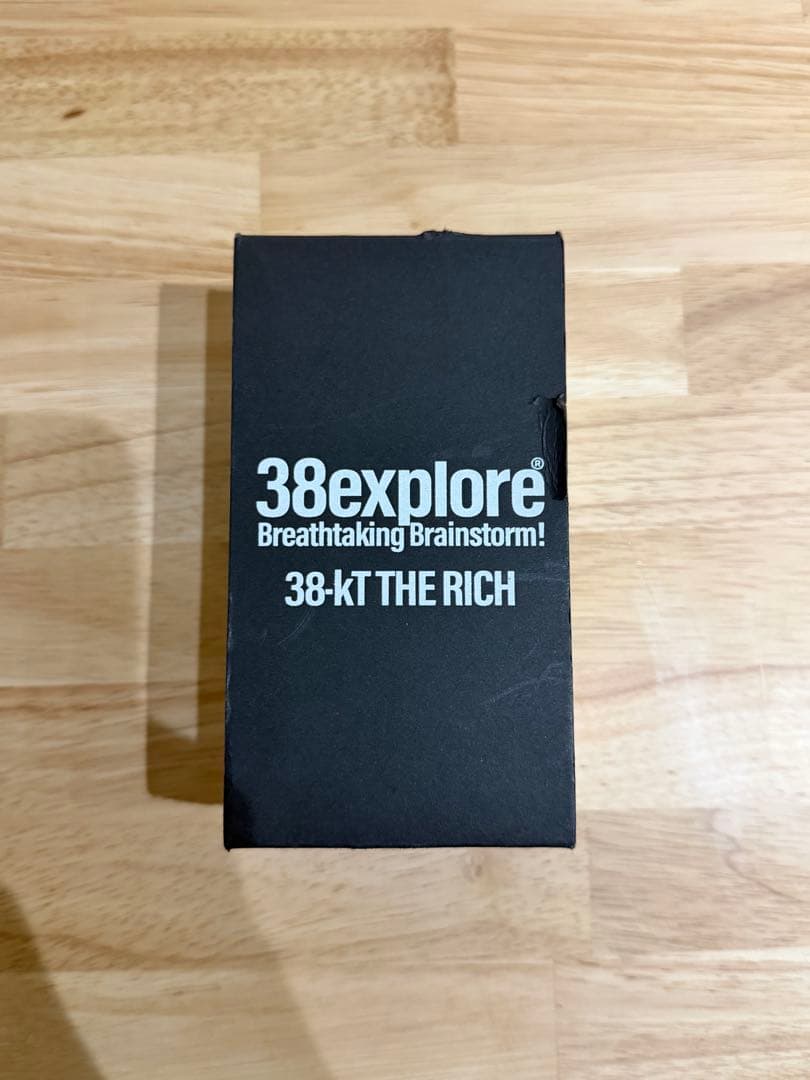 38explore®
Breathtaking Brainstorm!
38-kT THE RICH